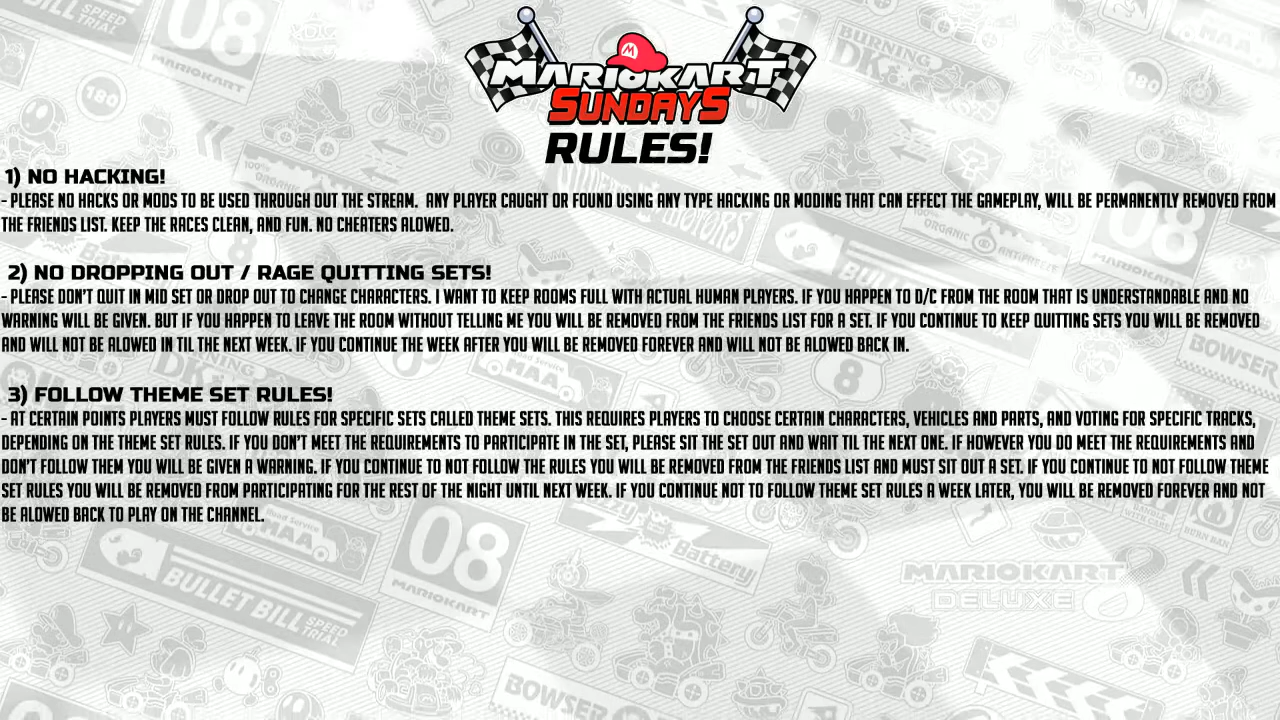 MARIOKART
SUNDAYS
RULES!
1) NO HACKING!
- PLEASE NO HACKS OR MODS TO BE USED THROUGH OUT THE STREAM. ANY PLAYER CAUGHT OR FOUND USING ANY TYPE HACKING OR MODING THAT CAN EFFECT THE GAMEPLAY, WILL BE PERMANENTLY REMOVED FROM
THE FRIENDS LIST. KEEP THE RACES CLEAN, AND FUN. NO CHEATERS ALOWED.
2) NO DROPPING OUT / RAGE QUITTING SETS!
- PLEASE DON'T QUIT IN MID SET OR DROP OUT TO CHANGE CHARACTERS. I WANT TO KEEP ROOMS FULL WITH ACTUAL HUMAN PLAYERS. IF YOU HAPPEN TO D/C FROM THE ROOM THAT IS UNDERSTANDABLE AND NO
WARNING WILL BE GIVEN. BUT IF YOU HAPPEN TO LEAVE THE ROOM WITHOUT TELLING ME YOU WILL BE REMOVED FROM THE FRIENDS LIST FOR A SET. IF YOU CONTINUE TO KEEP QUITTING SETS YOU WILL BE REMOVED
AND WILL NOT BE ALOWED IN TIL THE NEXT WEEK. IF YOU CONTINUE THE WEEK AFTER YOU WILL BE REMOVED FOREVER AND WILL NOT BE ALOWED BACK IN.
3) FOLLOW THEME SET RULES!
- AT CERTAIN POINTS PLAYERS MUST FOLLOW RULES FOR SPECIFIC SETS CALLED THEME SETS. THIS REQUIRES PLAYERS TO CHOOSE CERTAIN CHARACTERS, VEHICLES AND PARTS, AND VOTING FOR SPECIFIC TRACKS,
DEPENDING ON THE THEME SET RULES. IF YOU DON'T MEET THE REQUIREMENTS TO PARTICIPATE IN THE SET, PLEASE SIT THE SET OUT AND WAIT TIL THE NEXT ONE. IF HOWEVER YOU DO MEET THE REQUIREMENTS AND
DON'T FOLLOW THEM YOU WILL BE GIVEN A WARNING. IF YOU CONTINUE TO NOT FOLLOW THE RULES YOU WILL BE REMOVED FROM THE FRIENDS LIST AND MUST SIT OUT A SET. IF YOU CONTINUE TO NOT FOLLOW THEME
SET RULES YOU WILL BE REMOVED FROM PARTICIPATING FOR THE REST OF THE NIGHT UNTIL NEXT WEEK. IF YOU CONTINUE NOT TO FOLLOW THEME SET RULES A WEEK LATER, YOU WILL BE REMOVED FOREVER AND NOT
BE ALOWED BACK TO PLAY ON THE CHANNEL.
BULLET BILL SPEED TRIAL
08
MARIOKART
Battery
MARIOKART
DELUXE 8
BOWSER